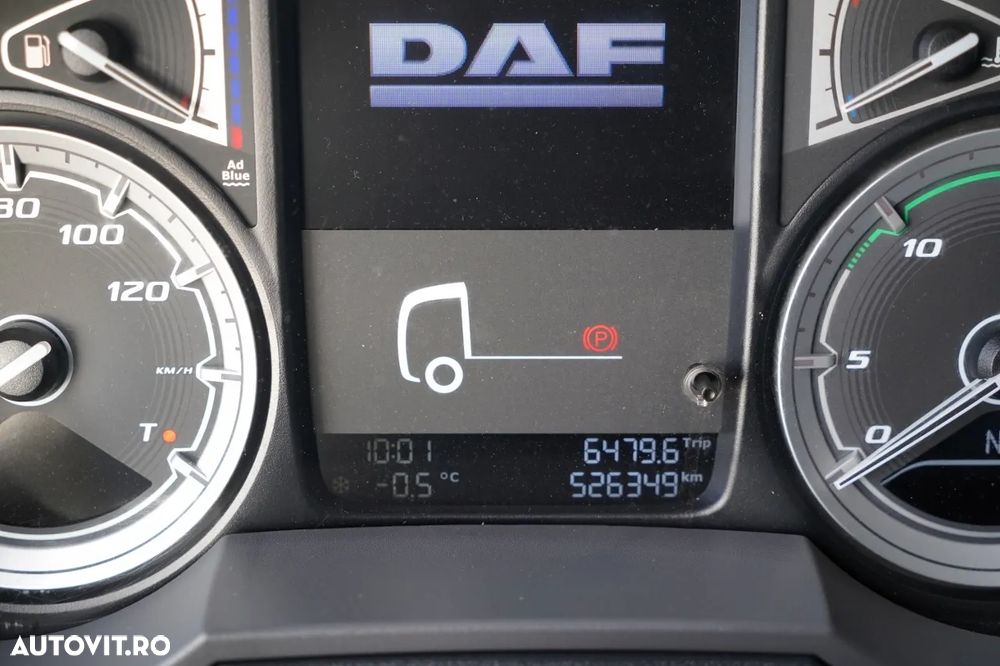 DAF
Ad
Blue
80
100
120
KM/H
T
P
10:01
6479.6 Trip
-0.5 °C
526349 km
10
5
0
N
AUTOVIT.RO